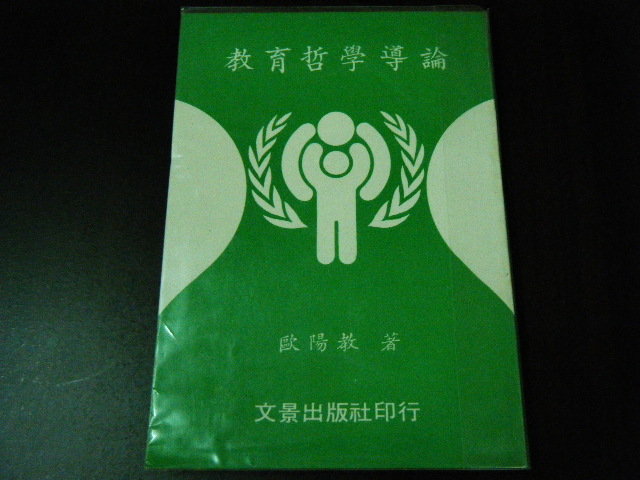 教育哲學導論
歐陽教 著
文景出版社印行